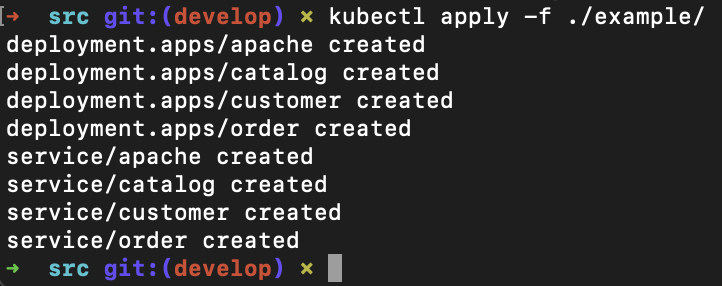 ➜  src git:(develop) ✗ kubectl apply -f ./example/
deployment.apps/apache created
deployment.apps/catalog created
deployment.apps/customer created
deployment.apps/order created
service/apache created
service/catalog created
service/customer created
service/order created
➜  src git:(develop) ✗